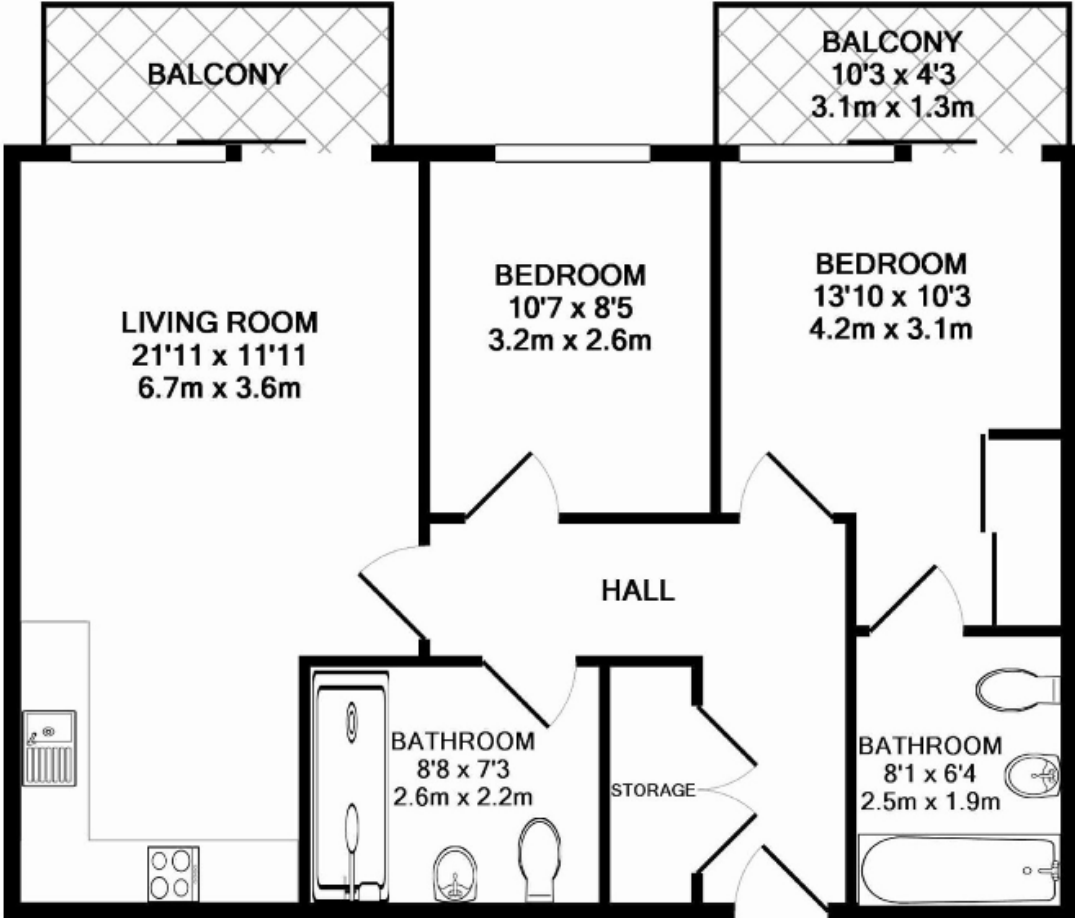 BALCONY
BALCONY
10'3 x 4'3
3.1m x 1.3m
LIVING ROOM
21'11 x 11'11
6.7m x 3.6m
BEDROOM
10'7 x 8'5
3.2m x 2.6m
BEDROOM
13'10 x 10'3
4.2m x 3.1m
HALL
BATHROOM
8'8 x 7'3
2.6m x 2.2m
STORAGE
BATHROOM
8'1 x 6'4
2.5m x 1.9m